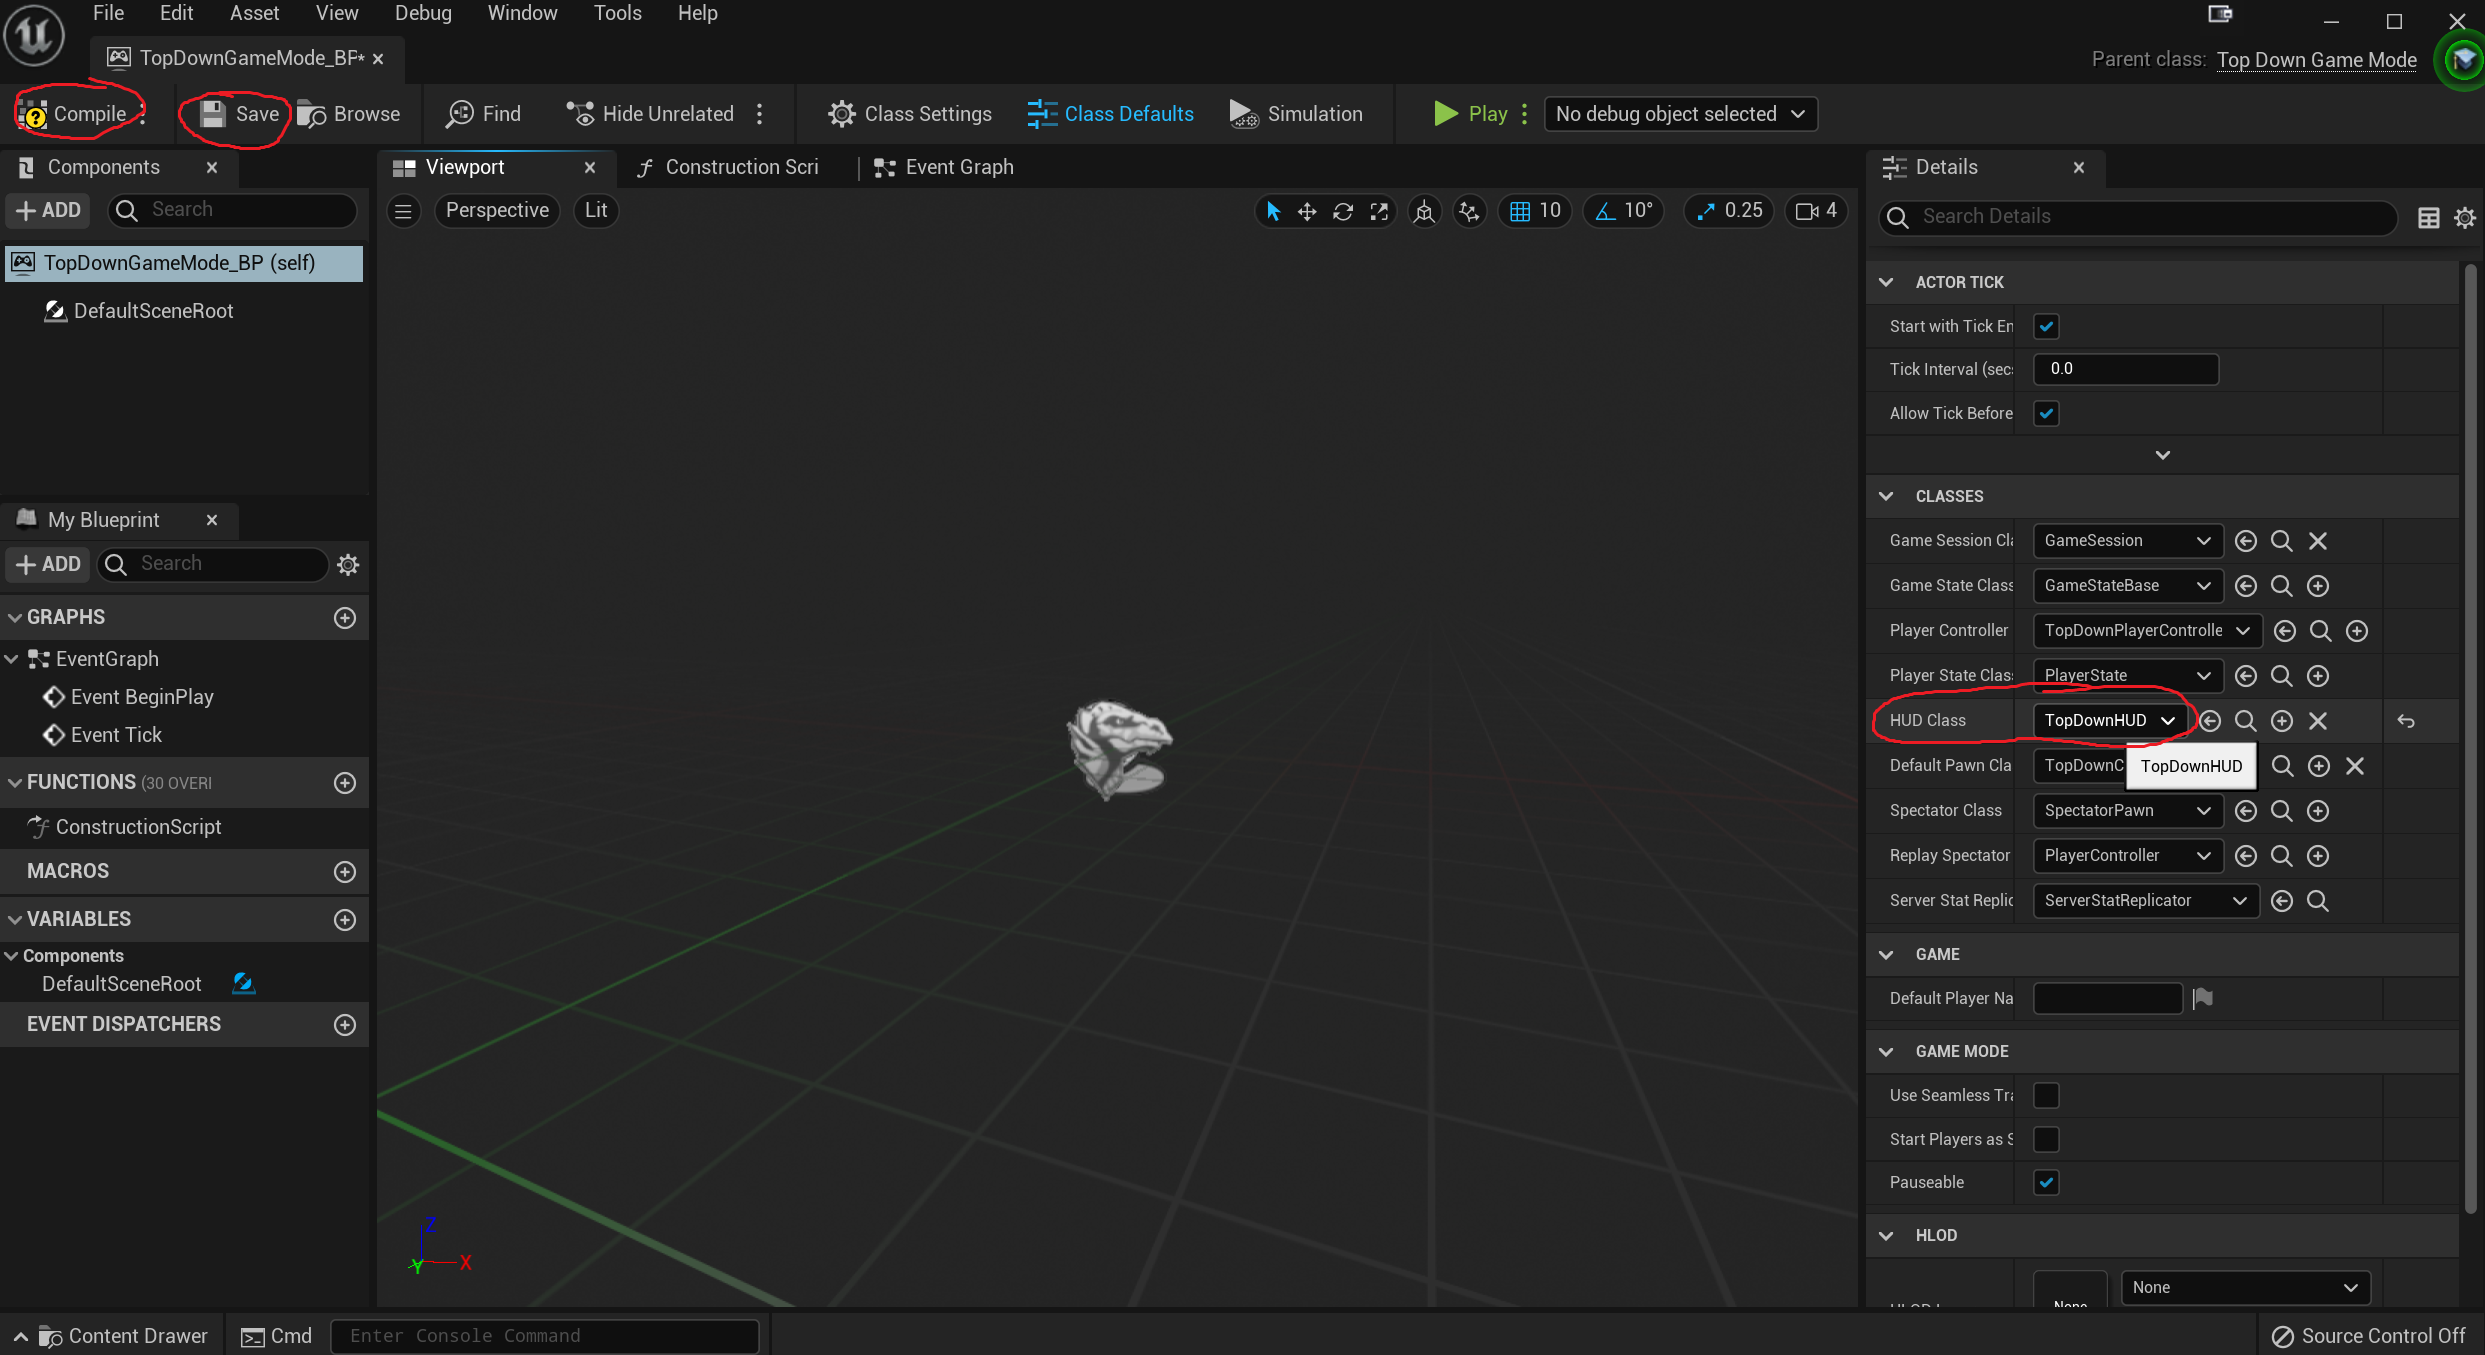 File Edit Asset View Debug Window Tools Help
TopDownGameMode_BP*
Parent class: Top Down Game Mode
Compile Save Browse Find Hide Unrelated Class Settings Class Defaults Simulation Play No debug object selected
Components
ADD Search
TopDownGameMode_BP (self)
DefaultSceneRoot
My Blueprint
ADD Search
GRAPHS
EventGraph
Event BeginPlay
Event Tick
FUNCTIONS (30 OVERI
ConstructionScript
MACROS
VARIABLES
Components
DefaultSceneRoot
EVENT DISPATCHERS
Viewport Construction Scri Event Graph
Perspective Lit 10 10° 0.25 4
Z
Y X
Details
Search Details
ACTOR TICK
Start with Tick En
Tick Interval (secs 0.0
Allow Tick Before
CLASSES
Game Session Cla GameSession
Game State Class GameStateBase
Player Controller TopDownPlayerControlle
Player State Clas PlayerState
HUD Class TopDownHUD
Default Pawn Cla TopDownC TopDownHUD
Spectator Class SpectatorPawn
Replay Spectator PlayerController
Server Stat Replic ServerStatReplicator
GAME
Default Player Na
GAME MODE
Use Seamless Tra
Start Players as S
Pauseable
HLOD
None
None
Content Drawer Cmd Enter Console Command Source Control Off